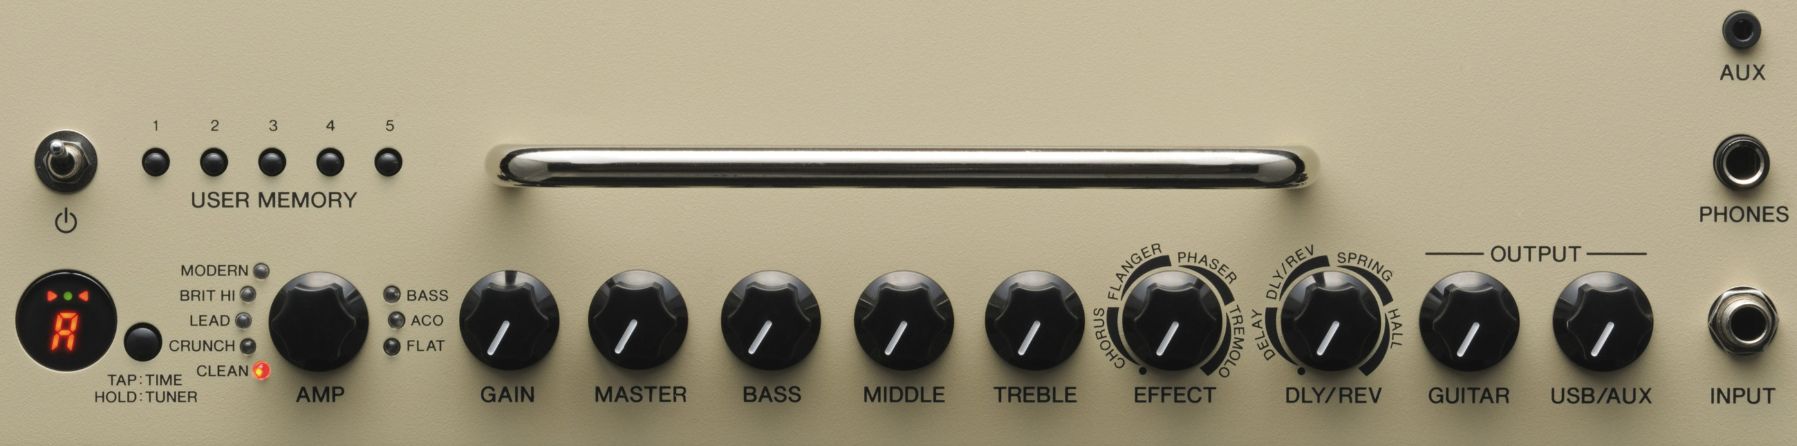 AUX
1 2 3 4 5
USER MEMORY
PHONES
OUTPUT
A
MODERN
BRIT HI
LEAD
CRUNCH
CLEAN
TAP:TIME
HOLD:TUNER
BASS
ACO
FLAT
CHORUS FLANGER PHASER TREMOLO
DELAY DLY/REV SPRING HALL
AMP GAIN MASTER BASS MIDDLE TREBLE EFFECT DLY/REV GUITAR USB/AUX INPUT